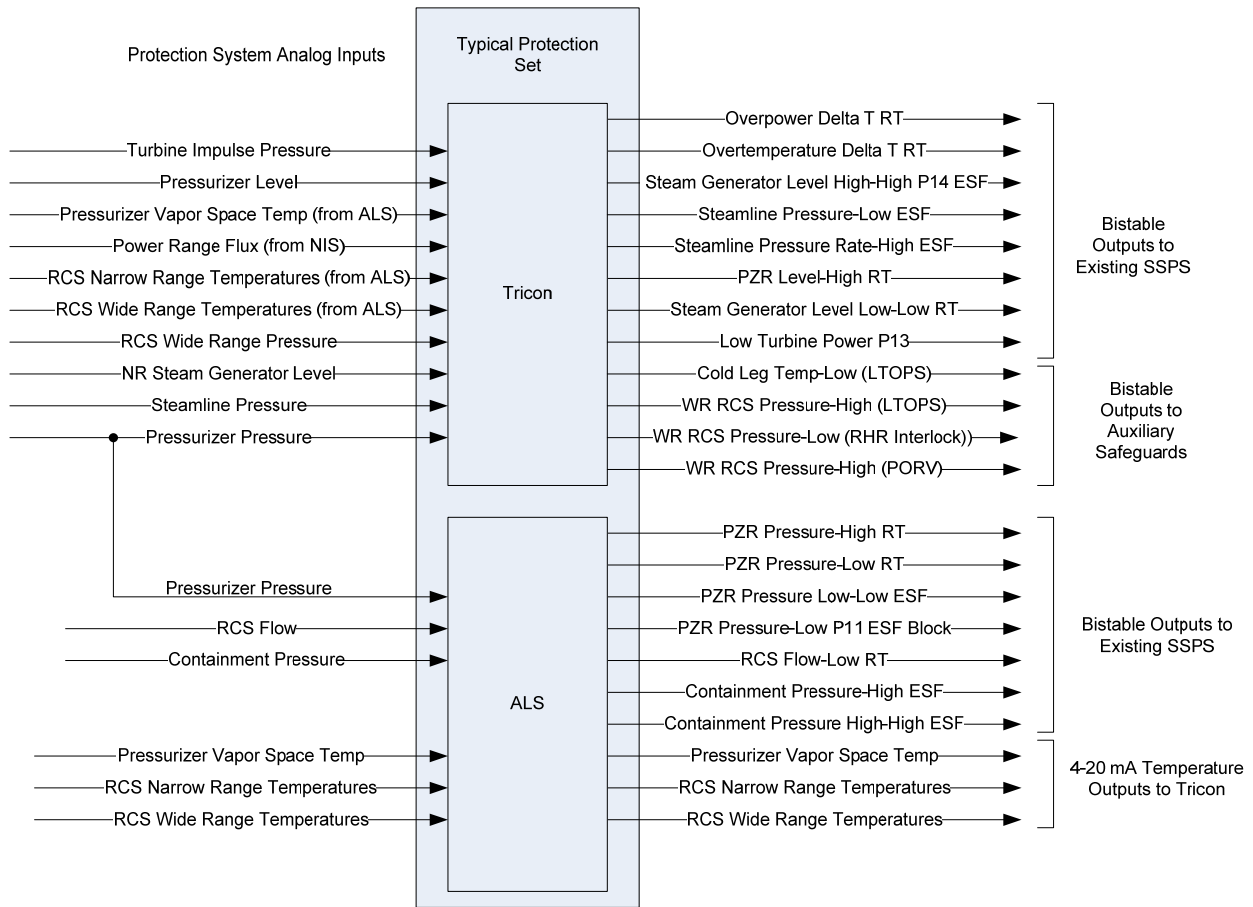 Protection System Analog Inputs
Typical Protection
Set
Turbine Impulse Pressure
Pressurizer Level
Pressurizer Vapor Space Temp (from ALS)
Power Range Flux (from NIS)
RCS Narrow Range Temperatures (from ALS)
RCS Wide Range Temperatures (from ALS)
RCS Wide Range Pressure
NR Steam Generator Level
Steamline Pressure
Pressurizer Pressure
Tricon
Overpower Delta T RT
Overtemperature Delta T RT
Steam Generator Level High-High P14 ESF
Steamline Pressure-Low ESF
Steamline Pressure Rate-High ESF
PZR Level-High RT
Steam Generator Level Low-Low RT
Low Turbine Power P13
Cold Leg Temp-Low (LTOPS)
WR RCS Pressure-High (LTOPS)
WR RCS Pressure-Low (RHR Interlock))
WR RCS Pressure-High (PORV)
Bistable
Outputs to
Existing SSPS
Bistable
Outputs to
Auxiliary
Safeguards
Pressurizer Pressure
RCS Flow
Containment Pressure
Pressurizer Vapor Space Temp
RCS Narrow Range Temperatures
RCS Wide Range Temperatures
ALS
PZR Pressure-High RT
PZR Pressure-Low RT
PZR Pressure Low-Low ESF
PZR Pressure-Low P11 ESF Block
RCS Flow-Low RT
Containment Pressure-High ESF
Containment Pressure High-High ESF
Pressurizer Vapor Space Temp
RCS Narrow Range Temperatures
RCS Wide Range Temperatures
Bistable Outputs to
Existing SSPS
4-20 mA Temperature
Outputs to Tricon